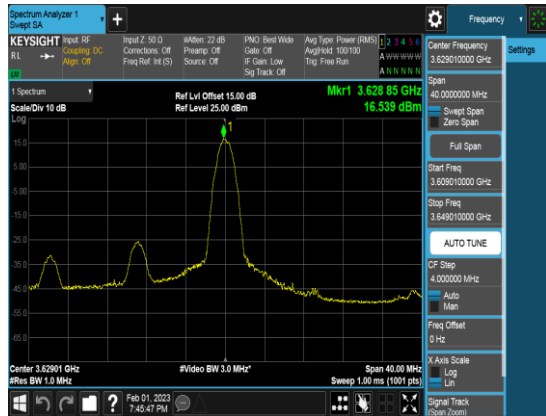 Spectrum Analyzer 1
Swept SA
+
Frequency
KEYSIGHT
Input: RF
Coupling: DC
Align: Off
Input Z: 50 Ω
Corrections: Off
Freq Ref: Int (S)
#Atten: 22 dB
Preamp: Off
Source: Off
PNO: Best Wide
Gate: Off
IF Gain: Low
Sig Track: Off
Avg Type: Power (RMS)
Avg|Hold: 100/100
Trig: Free Run
1 2 3 4 5 6
A W W W W W
A N N N N N
R L
1 Spectrum
Scale/Div 10 dB
Log
Ref Lvl Offset 15.00 dB
Ref Level 25.00 dBm
Mkr1 3.628 85 GHz
16.539 dBm
1
15.0
5.00
-5.00
-15.0
-25.0
-35.0
-45.0
-55.0
-65.0
Center 3.62901 GHz
#Res BW 1.0 MHz
#Video BW 3.0 MHz*
Span 40.00 MHz
Sweep 1.00 ms (1001 pts)
Feb 01, 2023
7:45:47 PM
Center Frequency
3.629010000 GHz
Settings
Span
40.0000000 MHz
Swept Span
Zero Span
Full Span
Start Freq
3.609010000 GHz
Stop Freq
3.649010000 GHz
AUTO TUNE
CF Step
4.000000 MHz
Auto
Man
Freq Offset
0 Hz
X Axis Scale
Log
Lin
Signal Track
(Span Zoom)